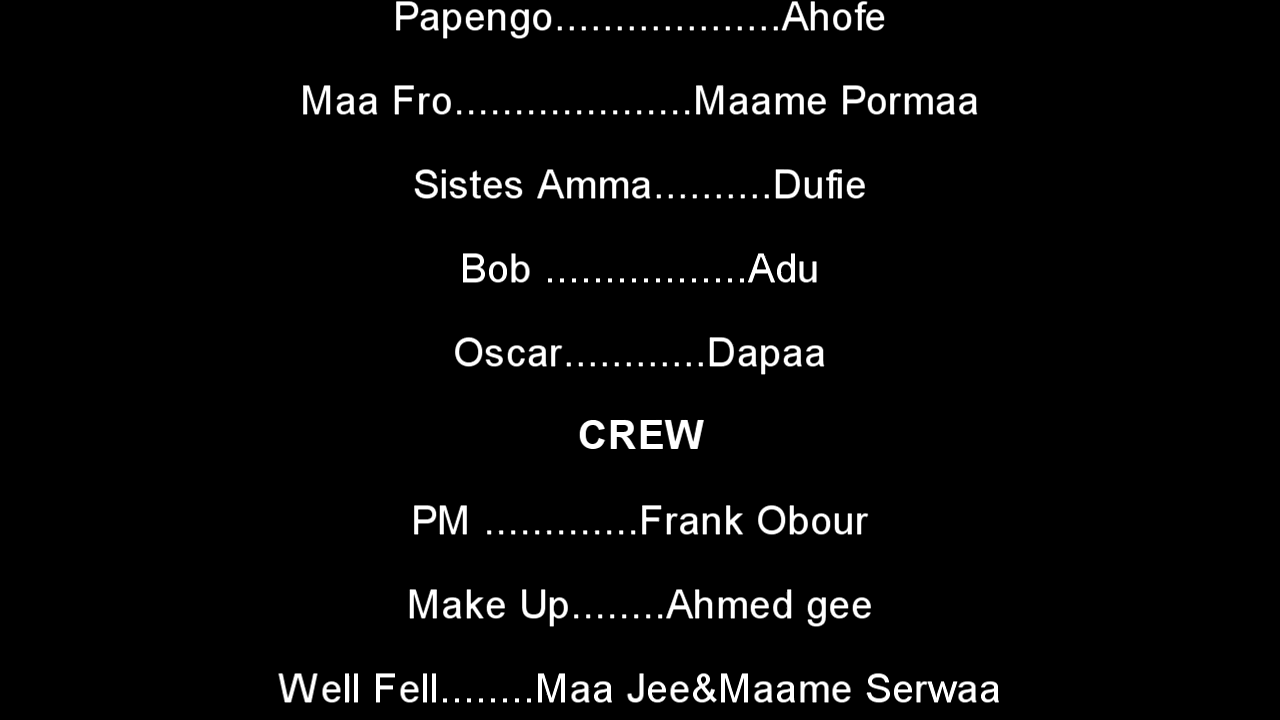 Papengo...................Ahofe
Maa Fro....................Maame Pormaa
Sistes Amma..........Dufie
Bob .................Adu
Oscar............Dapaa
CREW
PM .............Frank Obour
Make Up........Ahmed gee
Well Fell........Maa Jee&Maame Serwaa